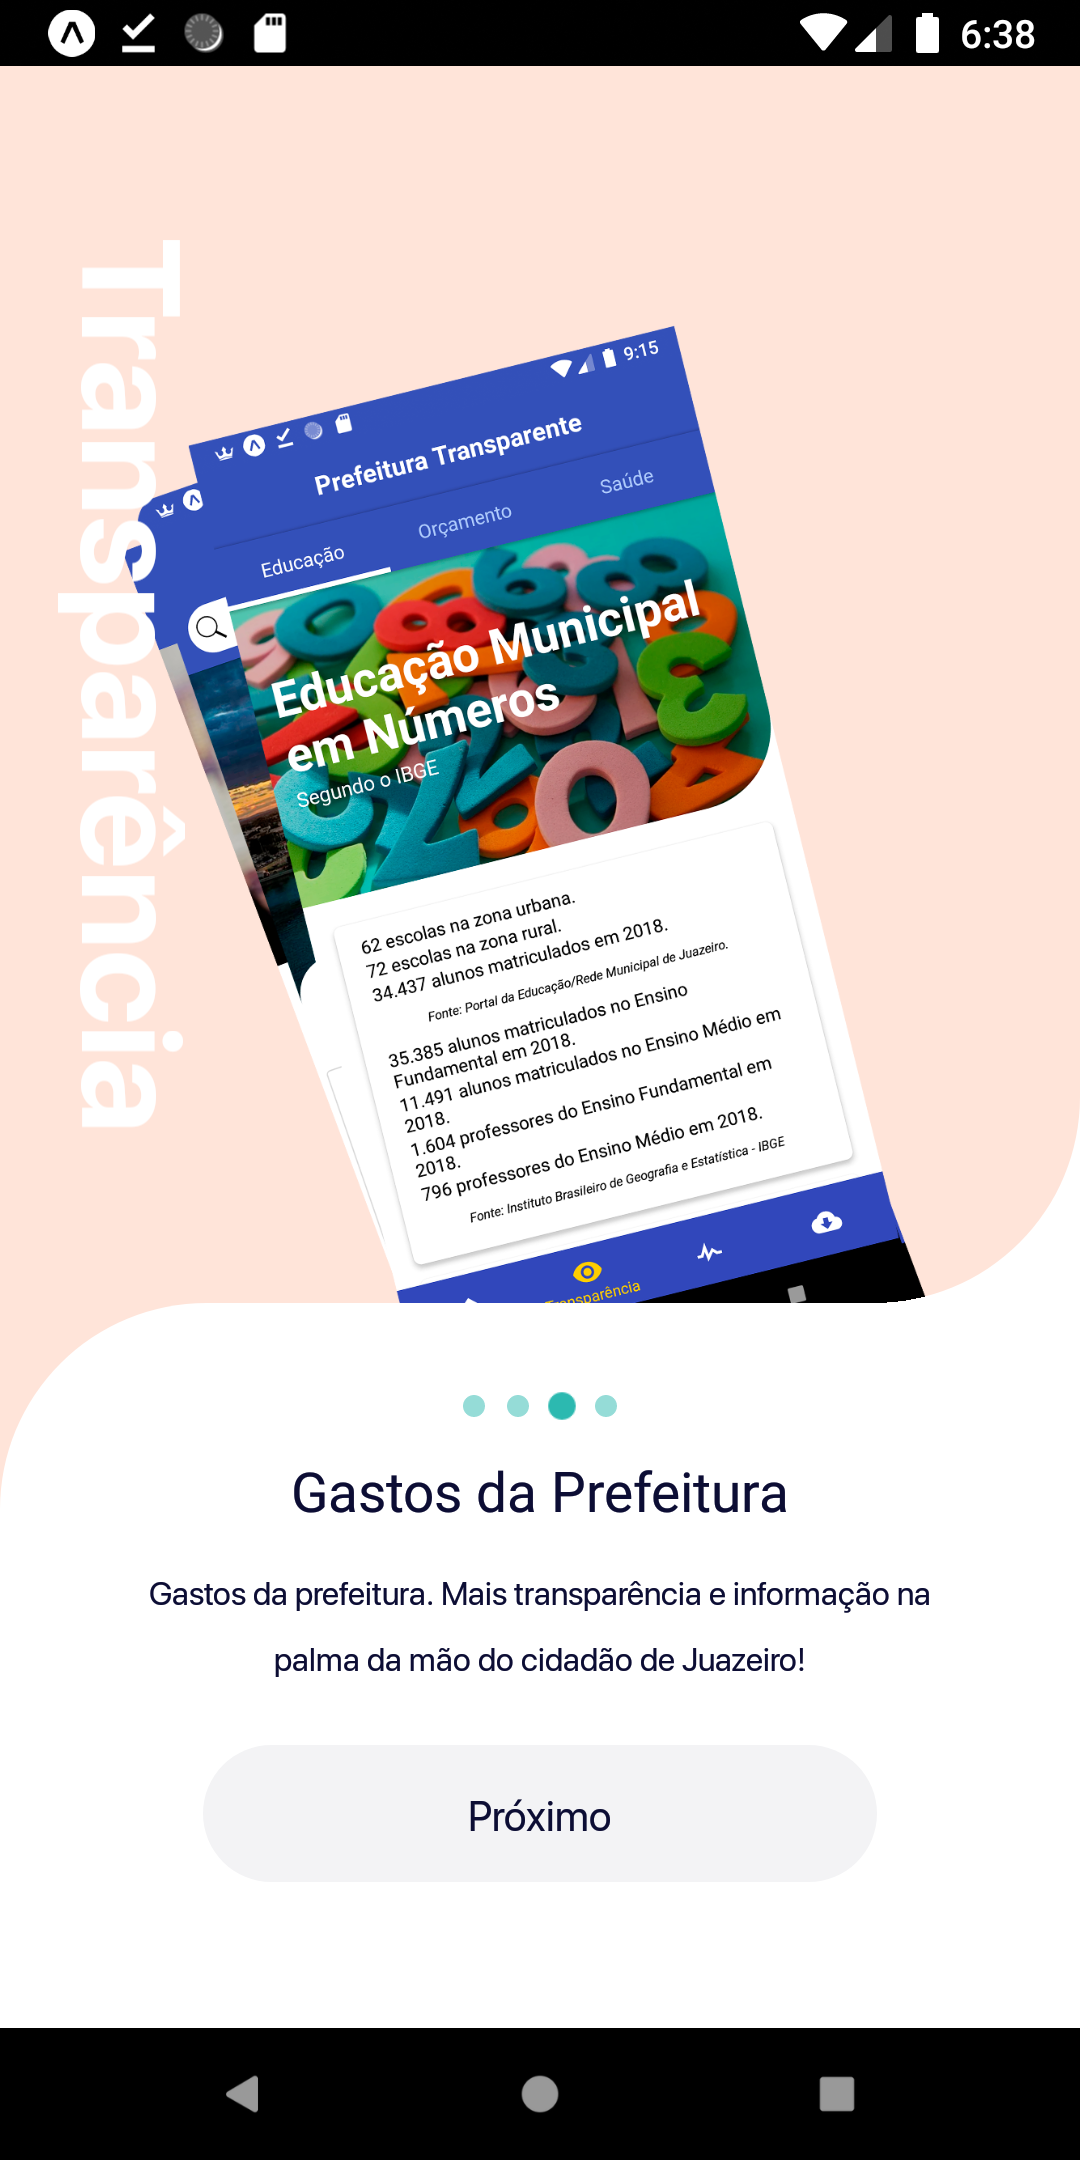 6:38
Transparência
9:15
Prefeitura Transparente
Educação
Orçamento
Saúde
Educação Municipal
em Números
Segundo o IBGE
62 escolas na zona urbana.
72 escolas na zona rural.
34.437 alunos matriculados em 2018.
Fonte: Portal da Educação/Rede Municipal de Juazeiro.
35.385 alunos matriculados no Ensino
Fundamental em 2018.
11.491 alunos matriculados no Ensino Médio em
2018.
1.604 professores do Ensino Fundamental em
2018.
796 professores do Ensino Médio em 2018.
Fonte: Instituto Brasileiro de Geografia e Estatística - IBGE
Transparência
Gastos da Prefeitura
Gastos da prefeitura. Mais transparência e informação na
palma da mão do cidadão de Juazeiro!
Próximo